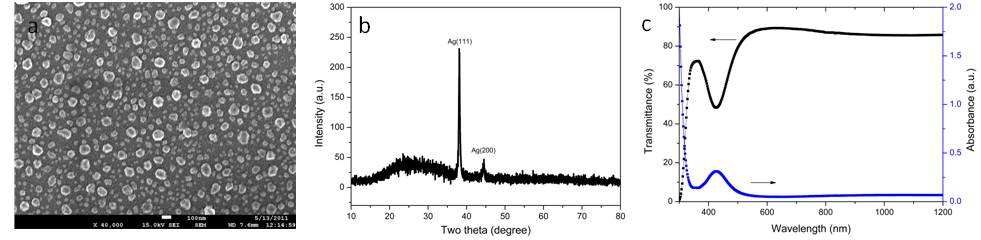 a
100nm 5/13/2011
X 40,000 15.0kV SEI SEM WD 7.6mm 12:14:59
b
300
250
200
150
100
50
0
Intensity (a.u.)
Ag(111)
Ag(200)
10 20 30 40 50 60 70 80
Two theta (degree)
c
100
80
60
40
20
0
Transmittance (%)
2.0
1.5
1.0
0.5
0.0
Absorbance (a.u.)
400 600 800 1000 1200
Wavelength (nm)